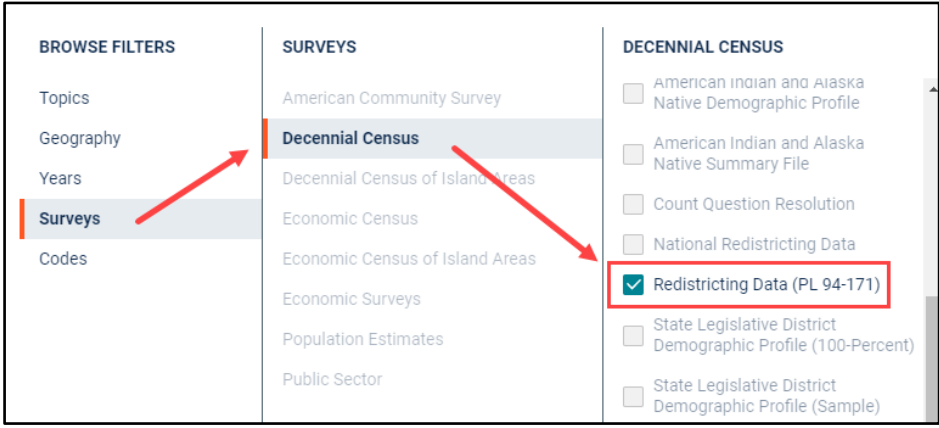 BROWSE FILTERS
Topics
Geography
Years
Surveys
Codes
SURVEYS
American Community Survey
Decennial Census
Decennial Census of Island Areas
Economic Census
Economic Census of Island Areas
Economic Surveys
Population Estimates
Public Sector
DECENNIAL CENSUS
American Indian and Alaska
Native Demographic Profile
American Indian and Alaska
Native Summary File
Count Question Resolution
National Redistricting Data
Redistricting Data (PL 94-171)
State Legislative District
Demographic Profile (100-Percent)
State Legislative District
Demographic Profile (Sample)